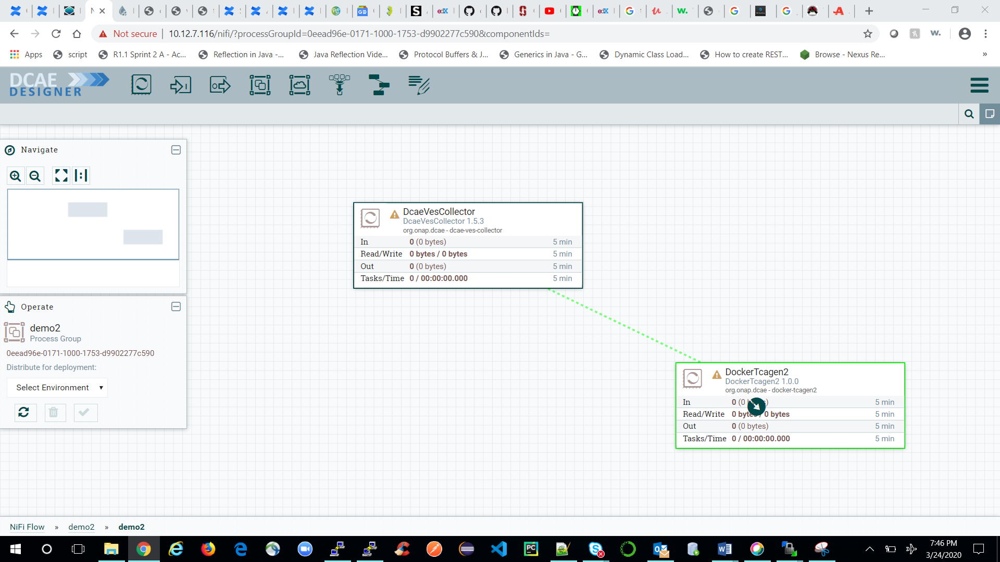 Not secure
10.12.7.116/nifi/?processGroupId=0eead96e-0171-1000-1753-d9902277c590&componentIds=
Apps
script
R1.1 Sprint 2 A - Ac...
Reflection in Java -...
Java Reflection Vide...
Protocol Buffers & J...
Generics in Java - G...
Dynamic Class Load...
How to create REST...
Browse - Nexus Re...
»
DCAE
DESIGNER
Navigate
DcaeVesCollector
DcaeVesCollector 1.5.3
org.onap.dcae - dcae-ves-collector
In 0 (0 bytes) 5 min
Read/Write 0 bytes / 0 bytes 5 min
Out 0 (0 bytes) 5 min
Tasks/Time 0 / 00:00:00.000 5 min
Operate
demo2
Process Group
0eead96e-0171-1000-1753-d9902277c590
Distribute for deployment:
Select Environment
DockerTcagen2
DockerTcagen2 1.0.0
org.onap.dcae - docker-tcagen2
In 0 5 min
Read/Write 0 bytes / 0 bytes 5 min
Out 0 (0 bytes) 5 min
Tasks/Time 0 / 00:00:00.000 5 min
NiFi Flow » demo2 » demo2
7:46 PM
3/24/2020